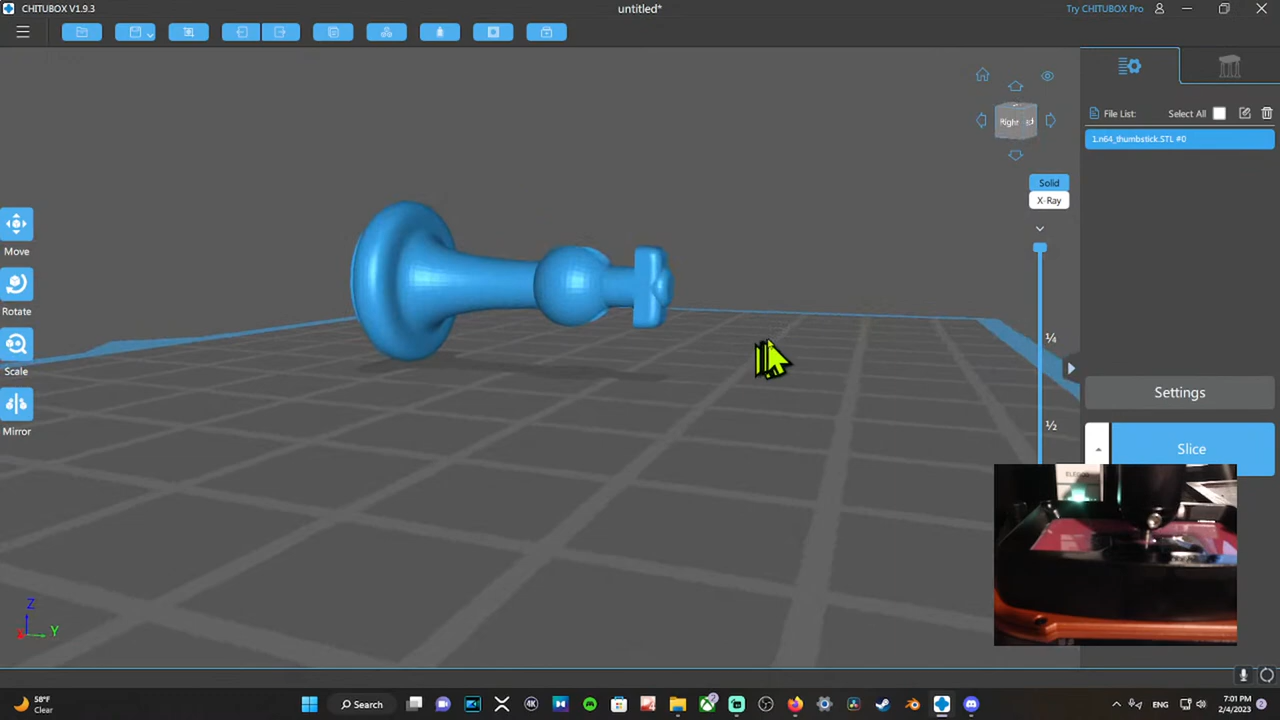 CHITUBOX V1.9.3
untitled*
Try CHITUBOX Pro
Right
File List:
Select All
1.n64_thumbstick.STL #0
Solid
X-Ray
Move
Rotate
Scale
Mirror
¼
½
Settings
Slice
Z
X
Y
58°F
Clear
Search
ENG
7:01 PM
2/4/2023